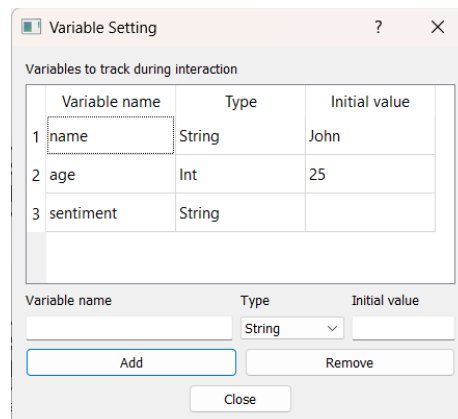 Variable Setting ? ×
Variables to track during interaction
Variable name Type Initial value
1 name String John
2 age Int 25
3 sentiment String
Variable name Type Initial value
String
Add Remove
Close